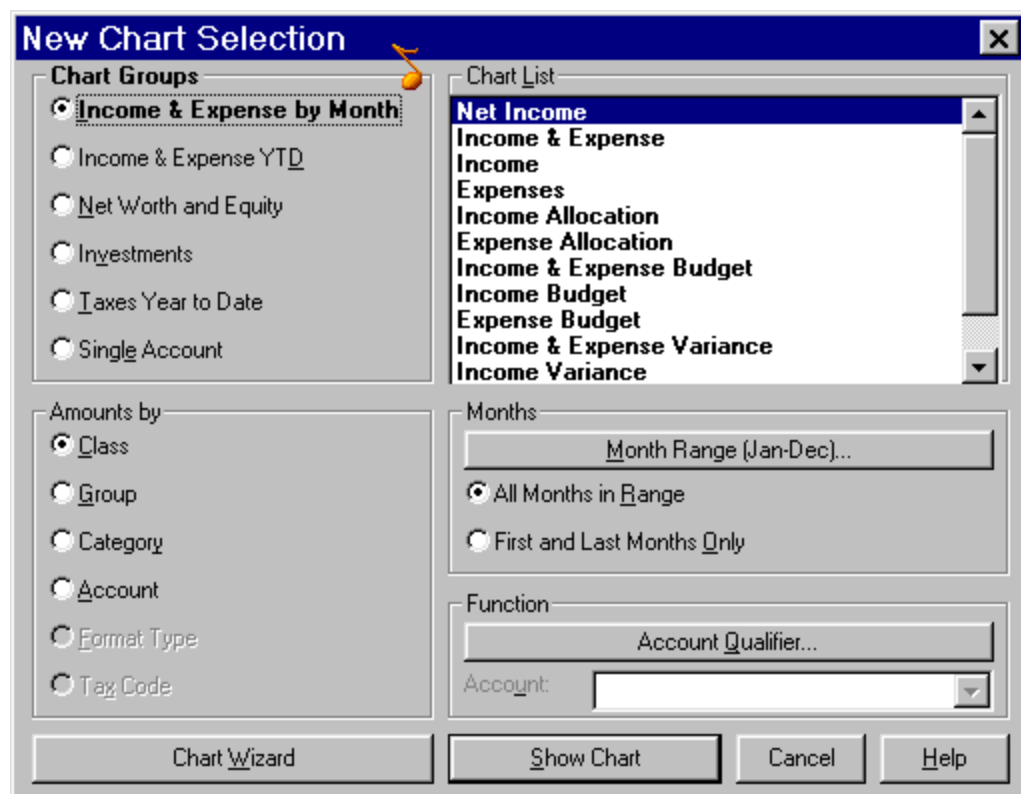 New Chart Selection
Chart Groups
Income & Expense by Month
Income & Expense YTD
Net Worth and Equity
Investments
Taxes Year to Date
Single Account
Chart List
Net Income
Income & Expense
Income
Expenses
Income Allocation
Expense Allocation
Income & Expense Budget
Income Budget
Expense Budget
Income & Expense Variance
Income Variance
Amounts by
Class
Group
Category
Account
Format Type
Tax Code
Months
Month Range (Jan-Dec)...
All Months in Range
First and Last Months Only
Function
Account Qualifier...
Account:
Chart Wizard
Show Chart
Cancel
Help